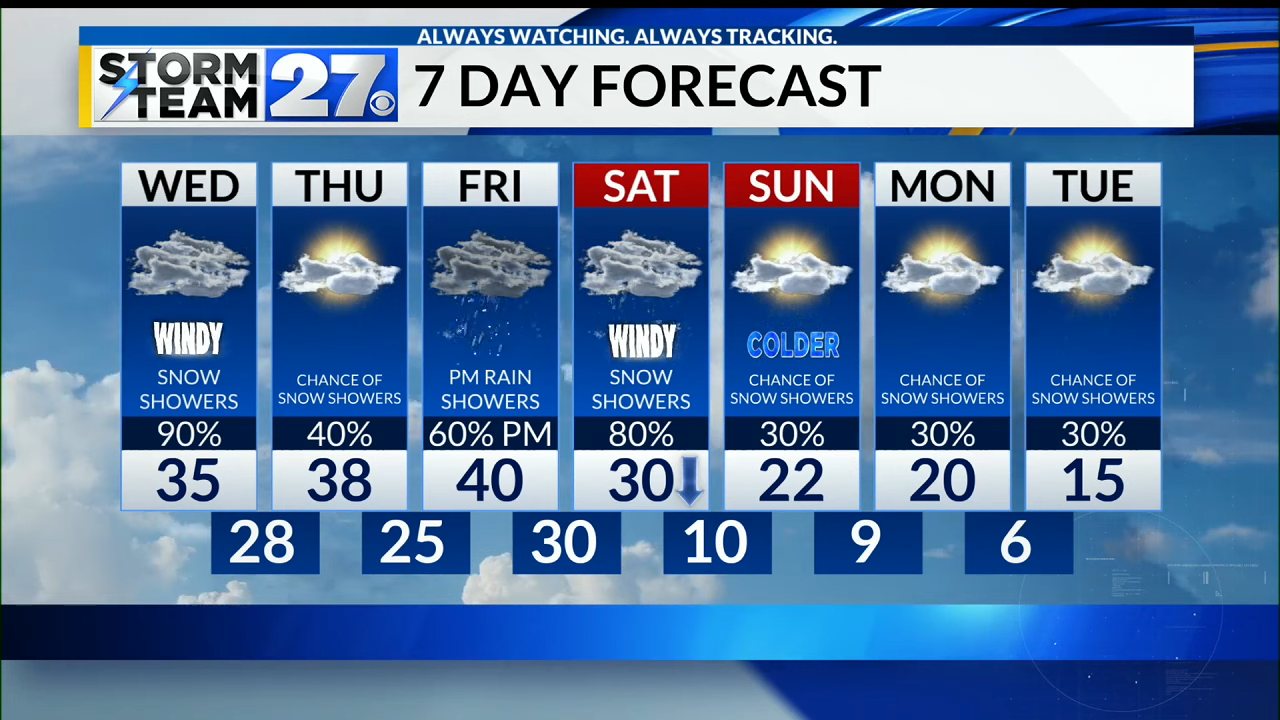 ALWAYS WATCHING. ALWAYS TRACKING.
STORM
TEAM
27
7 DAY FORECAST
WED
WINDY
SNOW
SHOWERS
90%
35
THU
CHANCE OF
SNOW SHOWERS
40%
38
FRI
PM RAIN
SHOWERS
60% PM
40
SAT
WINDY
SNOW
SHOWERS
80%
30
SUN
COLDER
CHANCE OF
SNOW SHOWERS
30%
22
MON
CHANCE OF
SNOW SHOWERS
30%
20
TUE
CHANCE OF
SNOW SHOWERS
30%
15
28
25
30
10
9
6